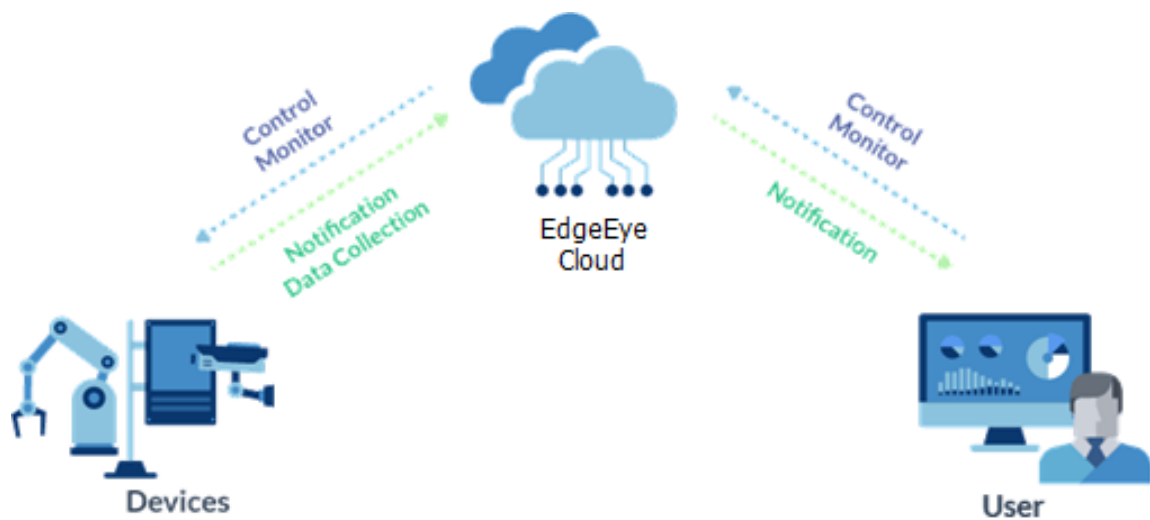 Control
Monitor
Notification
Data Collection
EdgeEye
Cloud
Control
Monitor
Notification
Devices
User